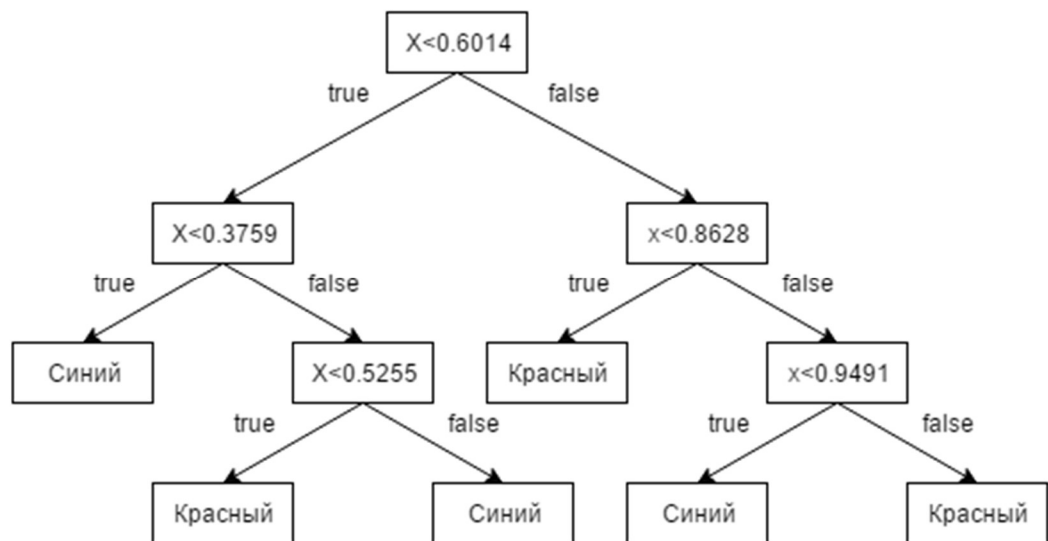 X<0.6014
true
false
X<0.3759
x<0.8628
true
false
true
false
Синий
X<0.5255
Красный
x<0.9491
true
false
true
false
Красный
Синий
Синий
Красный